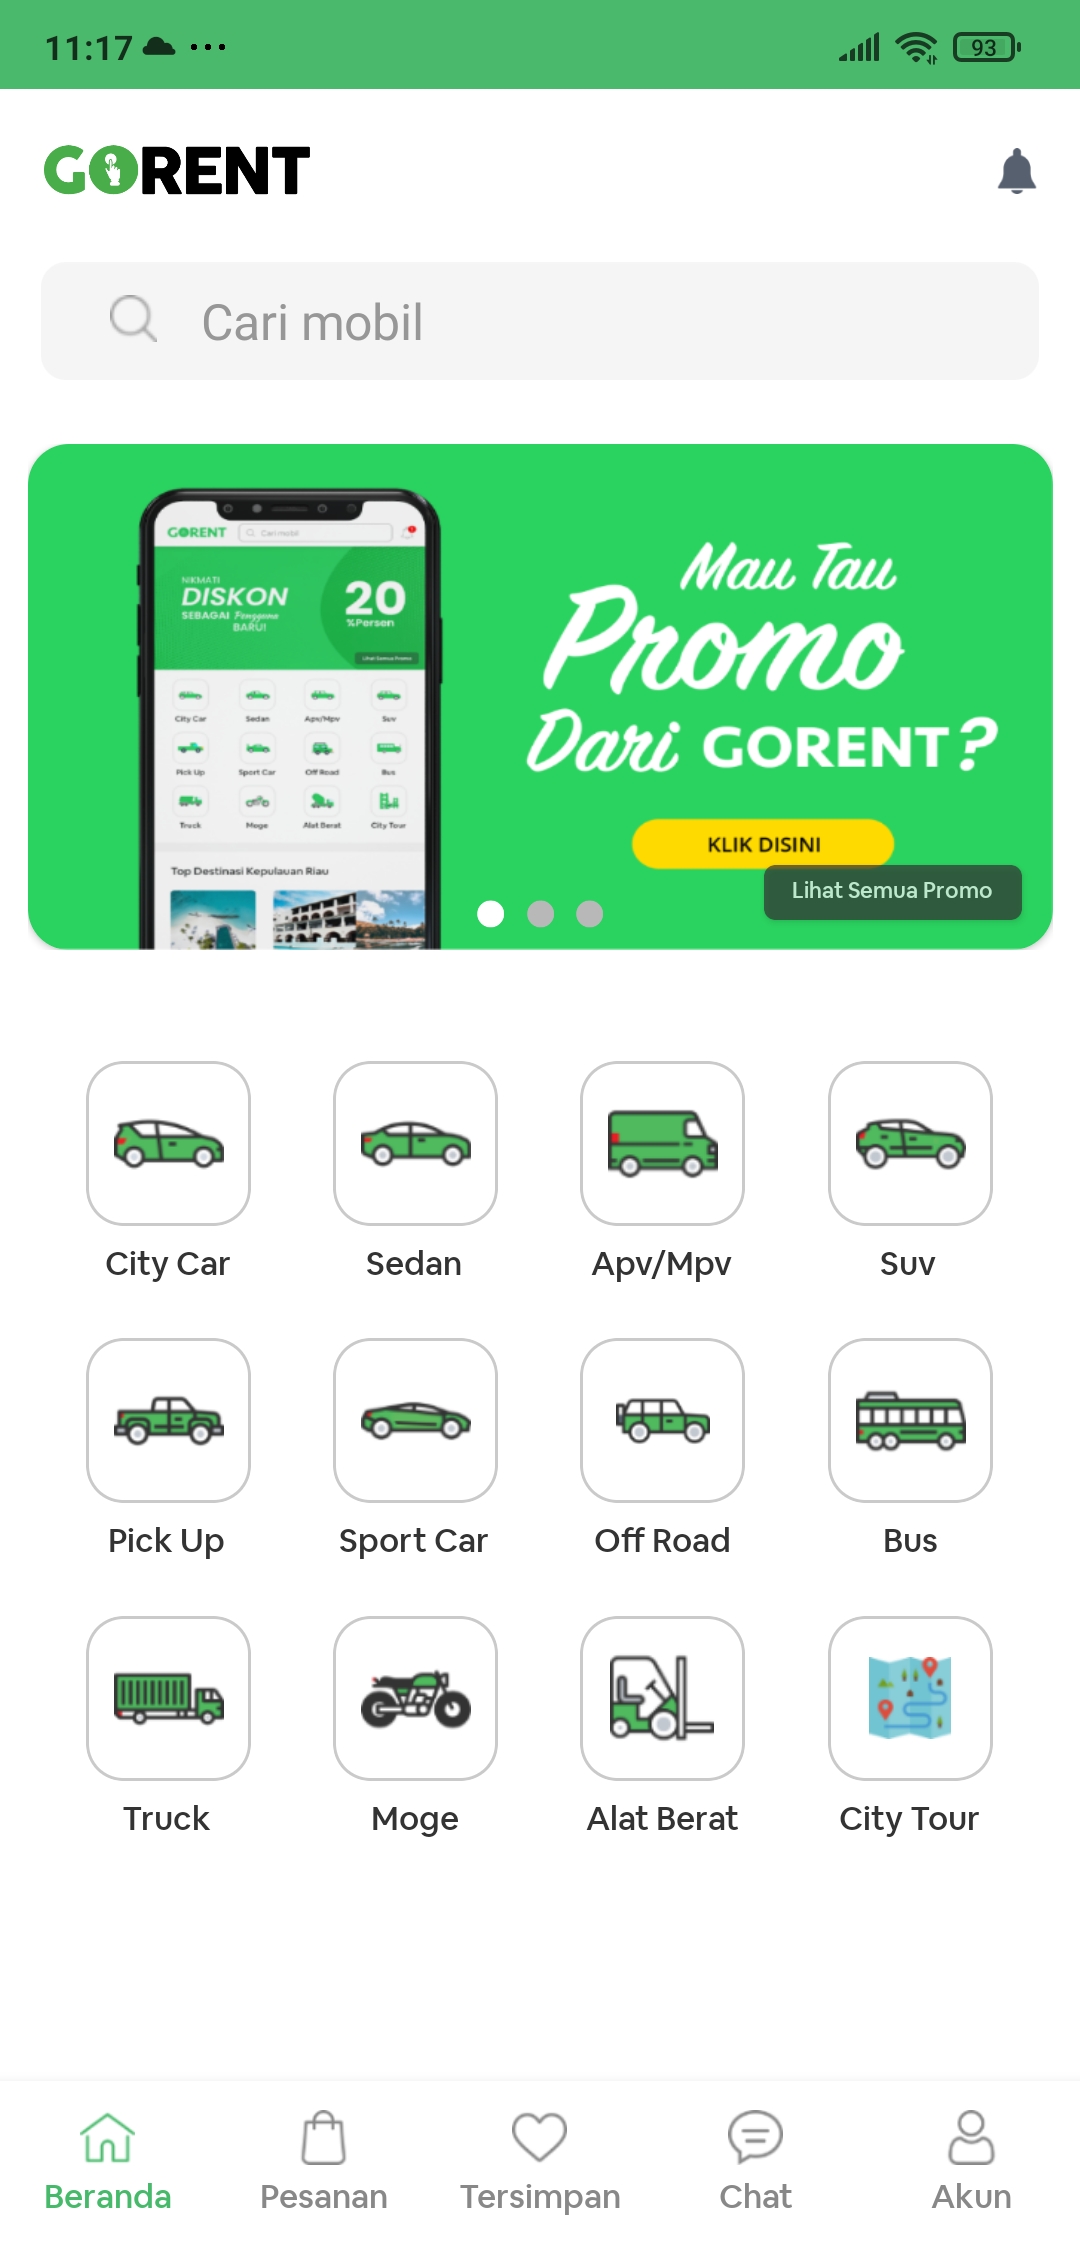 11:17
93
GORENT
Cari mobil
GORENT
Cari mobil
NIKMATI
DISKON
SEBAGAI Pengguna
BARU!
20
%Persen
Lihat Semua Promo
City Car Sedan Apv/Mpv Suv
Pick Up Sport Car Off Road Bus
Truck Moge Alat Berat City Tour
Top Destinasi Kepulauan Riau
Mau Tau
Promo
Dari GORENT?
KLIK DISINI
Lihat Semua Promo
City Car Sedan Apv/Mpv Suv
Pick Up Sport Car Off Road Bus
Truck Moge Alat Berat City Tour
Beranda Pesanan Tersimpan Chat Akun